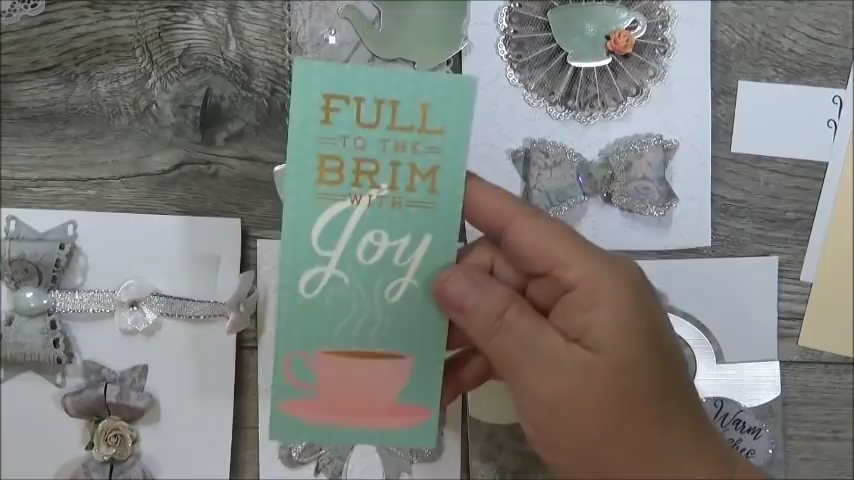 FULL
TO THE
BRIM
WITH
Joy
Warm